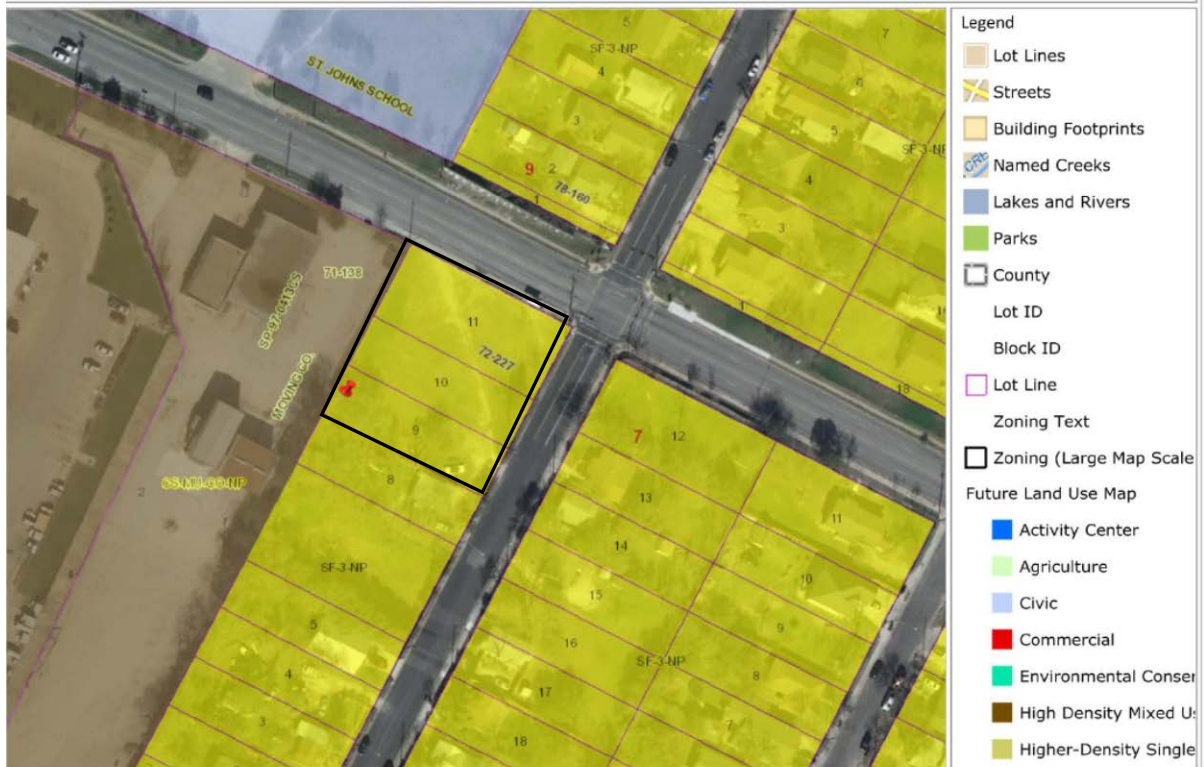 ST JOHNS SCHOOL
5
SF-3-NP
4
3
9
2
78-160
1
7
6
5
SF-3-NP
4
3
1
18
71-138
SP-97-0413CS
MOVING CO.
11
72-227
10
9
8
2
SF-3-NP
5
4
3
7
12
13
14
15
16
17
18
SF-3-NP
11
10
9
8
7
Legend
Lot Lines
Streets
Building Footprints
CRk
Named Creeks
Lakes and Rivers
Parks
County
Lot ID
Block ID
Lot Line
Zoning Text
Zoning (Large Map Scale
Future Land Use Map
Activity Center
Agriculture
Civic
Commercial
Environmental Conser
High Density Mixed Us
Higher-Density Single